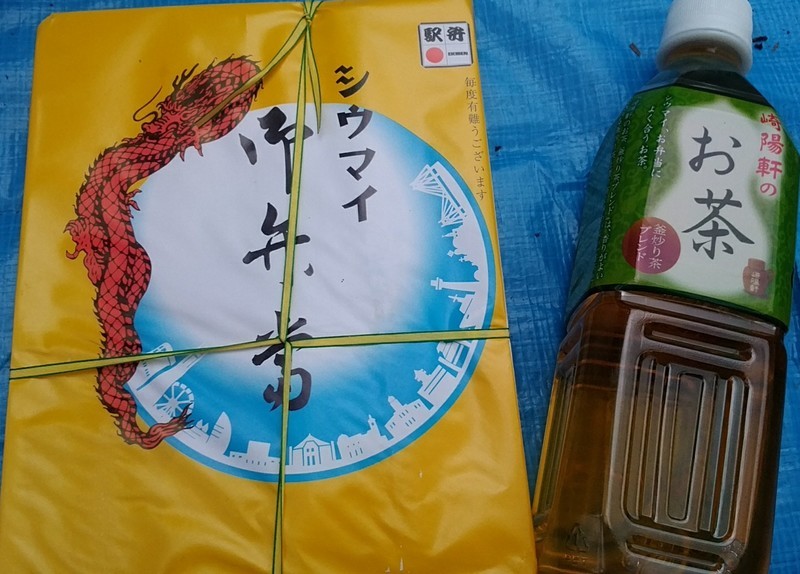 駅弁
EKIBEN
毎度有難うございます
シウマイ
御弁当
崎陽軒の
お茶
シウマイ、お弁当に
よく合うお茶。
釜炒り茶
ブレンド